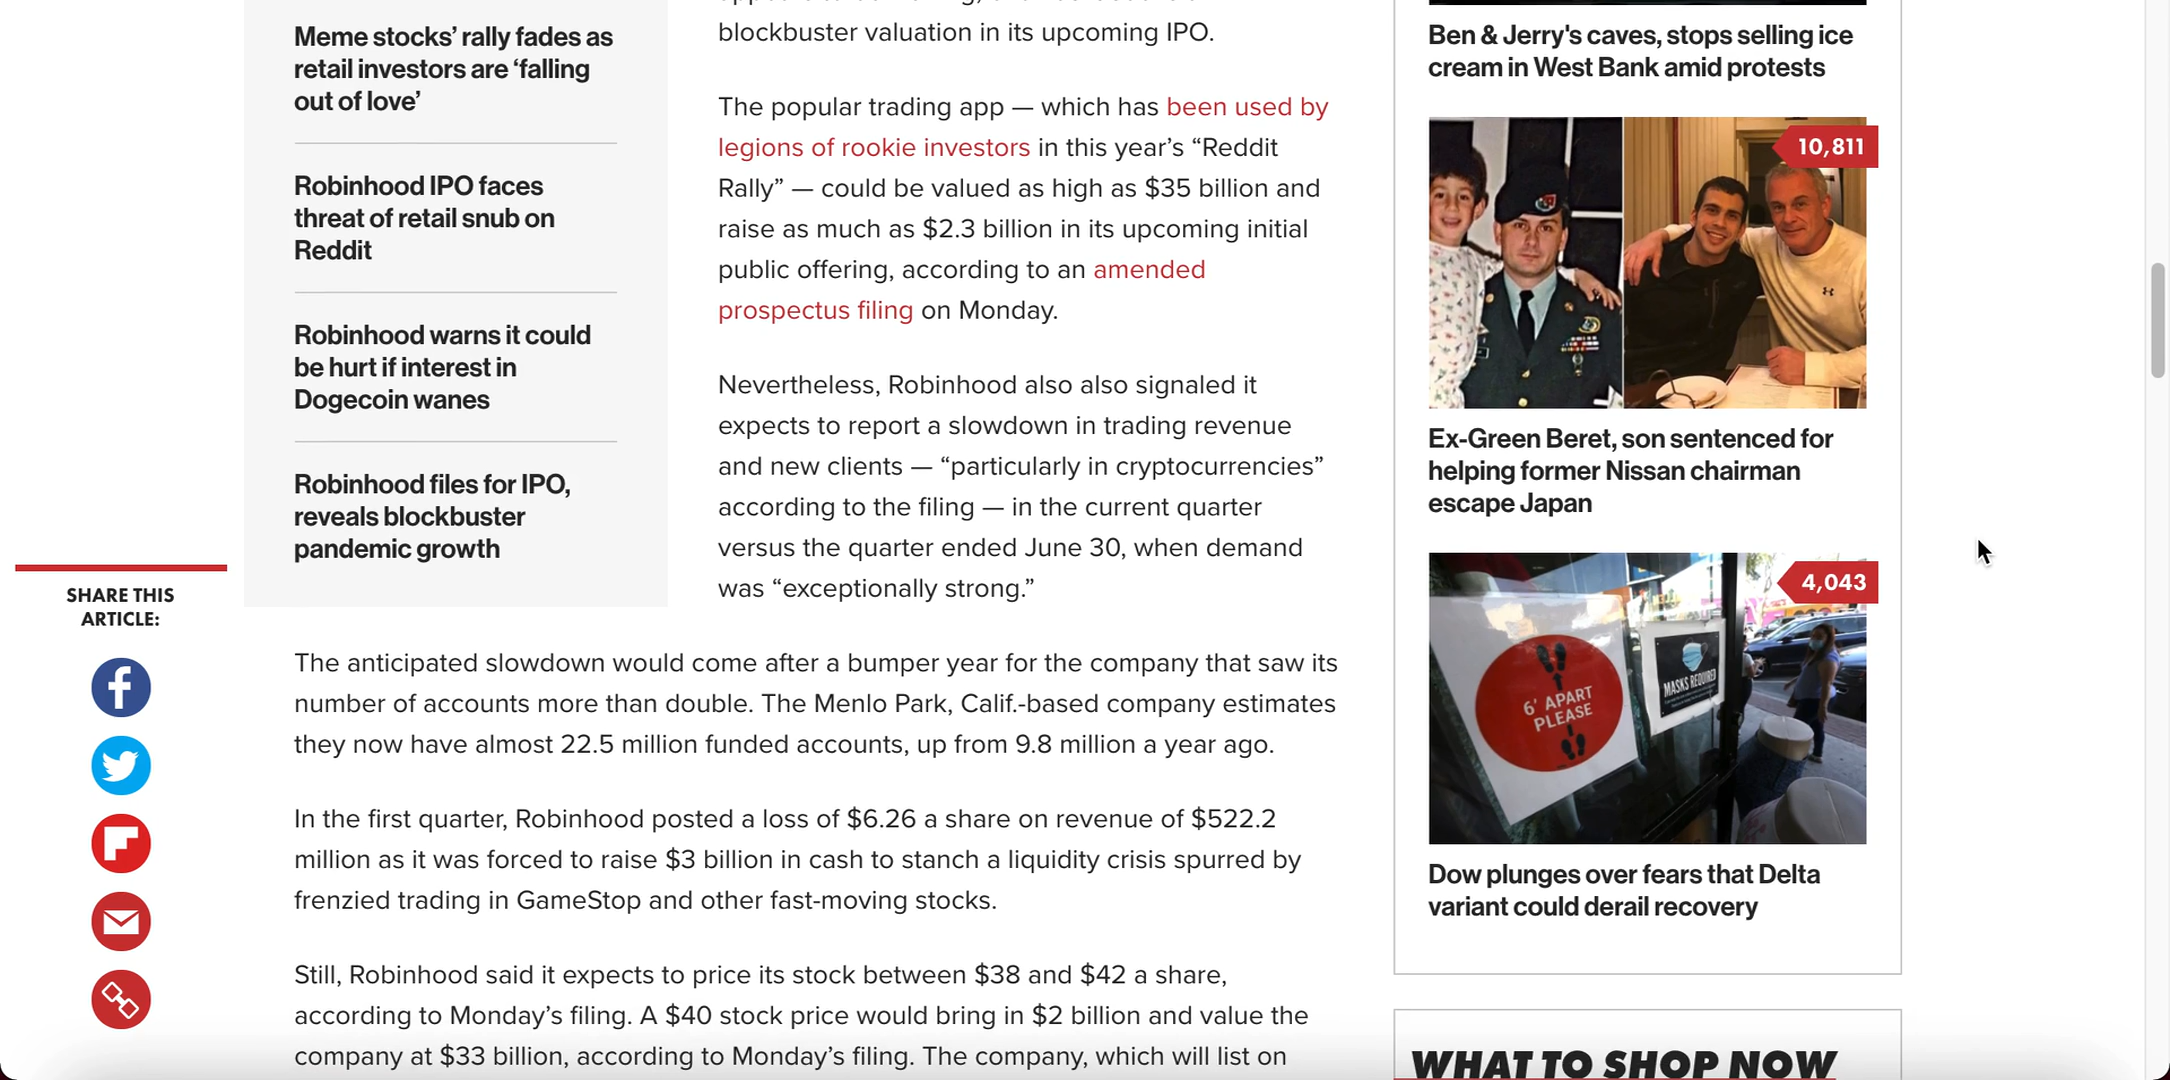 Meme stocks’ rally fades as
retail investors are ‘falling
out of love’
Robinhood IPO faces
threat of retail snub on
Reddit
Robinhood warns it could
be hurt if interest in
Dogecoin wanes
Robinhood files for IPO,
reveals blockbuster
pandemic growth
SHARE THIS
ARTICLE:
blockbuster valuation in its upcoming IPO.
The popular trading app — which has been used by
legions of rookie investors in this year’s “Reddit
Rally” — could be valued as high as $35 billion and
raise as much as $2.3 billion in its upcoming initial
public offering, according to an amended
prospectus filing on Monday.
Nevertheless, Robinhood also also signaled it
expects to report a slowdown in trading revenue
and new clients — “particularly in cryptocurrencies”
according to the filing — in the current quarter
versus the quarter ended June 30, when demand
was “exceptionally strong.”
The anticipated slowdown would come after a bumper year for the company that saw its
number of accounts more than double. The Menlo Park, Calif.-based company estimates
they now have almost 22.5 million funded accounts, up from 9.8 million a year ago.
In the first quarter, Robinhood posted a loss of $6.26 a share on revenue of $522.2
million as it was forced to raise $3 billion in cash to stanch a liquidity crisis spurred by
frenzied trading in GameStop and other fast-moving stocks.
Still, Robinhood said it expects to price its stock between $38 and $42 a share,
according to Monday’s filing. A $40 stock price would bring in $2 billion and value the
company at $33 billion, according to Monday’s filing. The company, which will list on
Ben & Jerry's caves, stops selling ice
cream in West Bank amid protests
10,811
Ex-Green Beret, son sentenced for
helping former Nissan chairman
escape Japan
4,043
6' APART
PLEASE
MASKS REQUIRED
Dow plunges over fears that Delta
variant could derail recovery
WHAT TO SHOP NOW